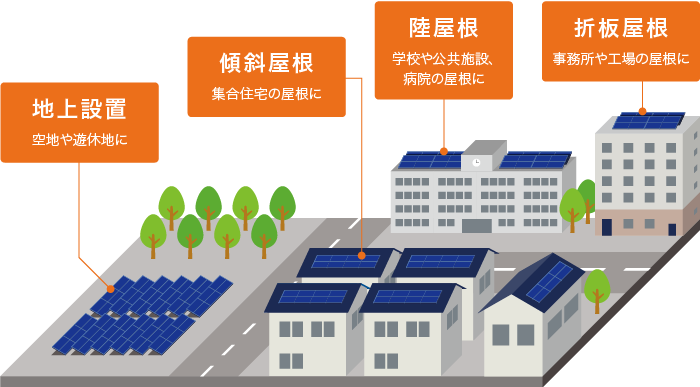 地上設置
空地や遊休地に
傾斜屋根
集合住宅の屋根に
陸屋根
学校や公共施設、
病院の屋根に
折板屋根
事務所や工場の屋根に